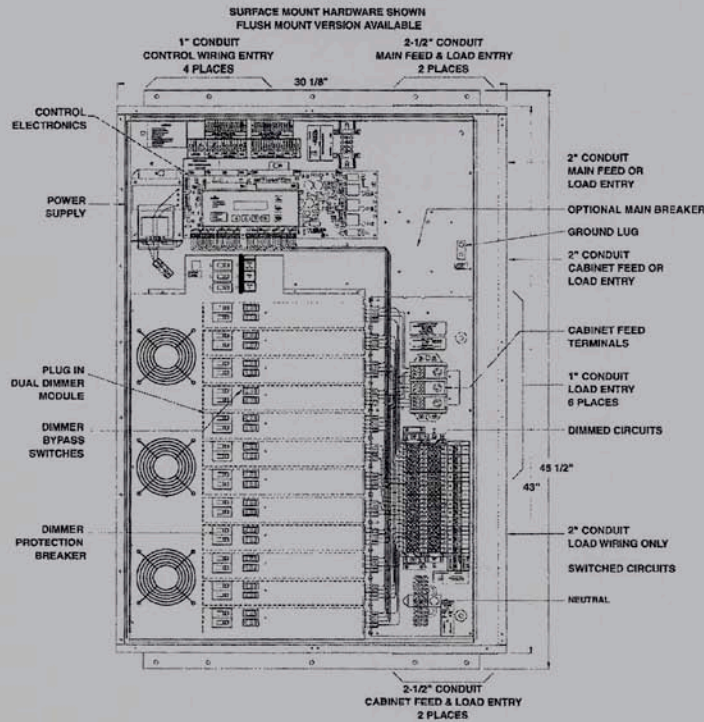 SURFACE MOUNT HARDWARE SHOWN
FLUSH MOUNT VERSION AVAILABLE
1" CONDUIT
CONTROL WIRING ENTRY
4 PLACES
2-1/2" CONDUIT
MAIN FEED & LOAD ENTRY
2 PLACES
30 1/8"
CONTROL
ELECTRONICS
POWER
SUPPLY
PLUG IN
DUAL DIMMER
MODULE
DIMMER
BYPASS
SWITCHES
DIMMER
PROTECTION
BREAKER
2" CONDUIT
MAIN FEED OR
LOAD ENTRY
OPTIONAL MAIN BREAKER
GROUND LUG
2" CONDUIT
CABINET FEED OR
LOAD ENTRY
CABINET FEED
TERMINALS
1" CONDUIT
LOAD ENTRY
6 PLACES
DIMMED CIRCUITS
45 1/2"
43"
2" CONDUIT
LOAD WIRING ONLY
SWITCHED CIRCUITS
NEUTRAL
2-1/2" CONDUIT
CABINET FEED & LOAD ENTRY
2 PLACES